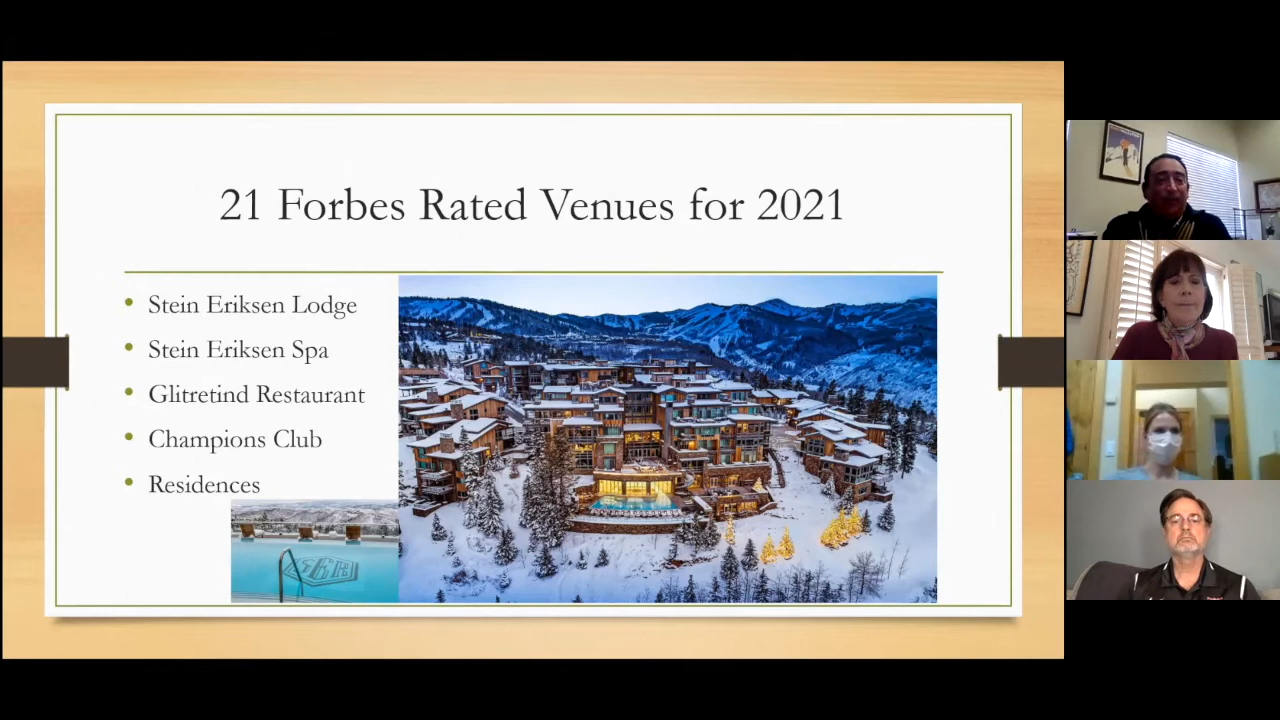 21 Forbes Rated Venues for 2021
Stein Eriksen Lodge
Stein Eriksen Spa
Glitretind Restaurant
Champions Club
Residences